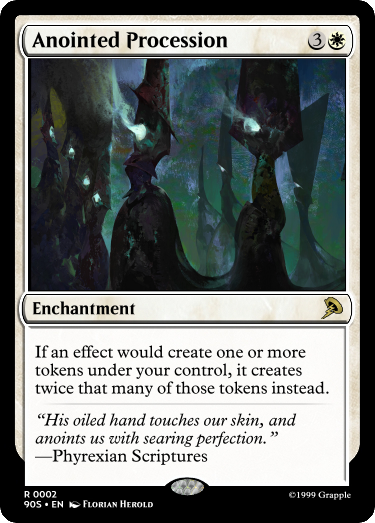 Anointed Procession 3
Enchantment
If an effect would create one or more
tokens under your control, it creates
twice that many of those tokens instead.
“His oiled hand touches our skin, and
anoints us with searing perfection.”
—Phyrexian Scriptures
R 0002
90S • EN Florian Herold
©1999 Grapple